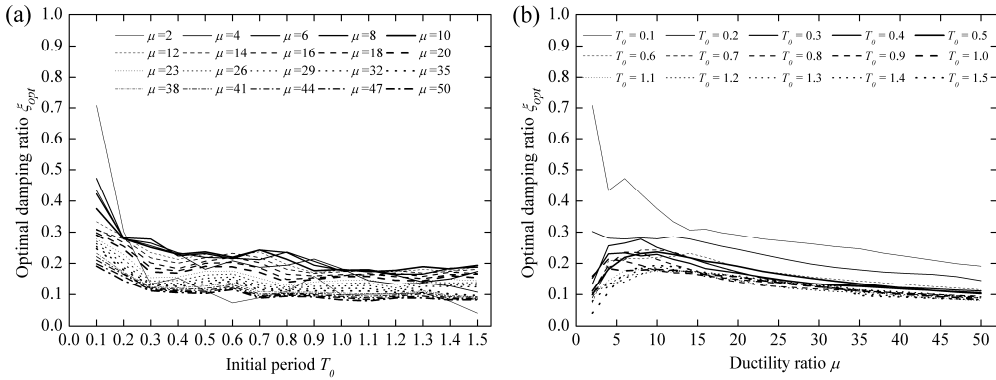 (a)
Optimal damping ratio ξopt
1.0
0.9
0.8
0.7
0.6
0.5
0.4
0.3
0.2
0.1
0.0
μ=2 μ=4 μ=6 μ=8 μ=10
μ=12 μ=14 μ=16 μ=18 μ=20
μ=23 μ=26 μ=29 μ=32 μ=35
μ=38 μ=41 μ=44 μ=47 μ=50
0.0 0.1 0.2 0.3 0.4 0.5 0.6 0.7 0.8 0.9 1.0 1.1 1.2 1.3 1.4 1.5
Initial period T0
(b)
Optimal damping ratio ξopt
1.0
0.9
0.8
0.7
0.6
0.5
0.4
0.3
0.2
0.1
0.0
T0 = 0.1 T0 = 0.2 T0 = 0.3 T0 = 0.4 T0 = 0.5
T0 = 0.6 T0 = 0.7 T0 = 0.8 T0 = 0.9 T0 = 1.0
T0 = 1.1 T0 = 1.2 T0 = 1.3 T0 = 1.4 T0 = 1.5
0 5 10 15 20 25 30 35 40 45 50
Ductility ratio μ